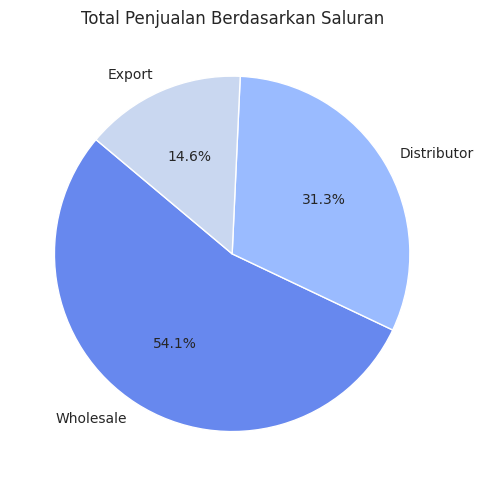 Total Penjualan Berdasarkan Saluran
Export
14.6%
Distributor
31.3%
54.1%
Wholesale